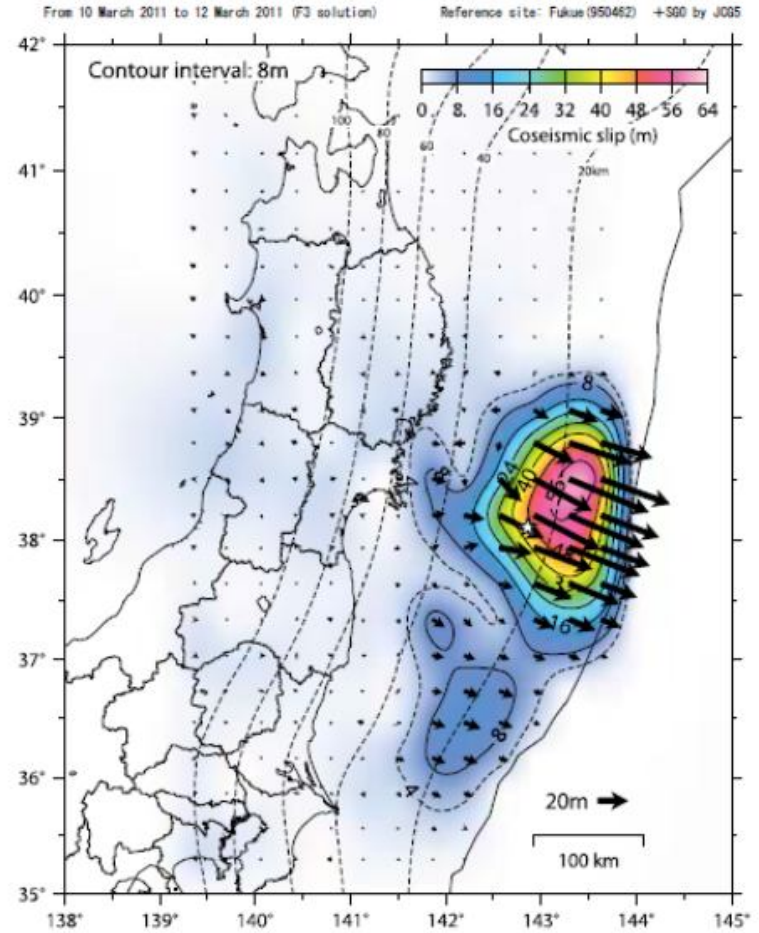 From 10 March 2011 to 12 March 2011 (F3 solution) Reference site: Fukue(950462) +SGO by JCG5
42°
Contour interval: 8m
0 8 16 24 32 40 48 56 64
Coseismic slip (m)
100 80 60 40 20km
41°
40°
8
39°
8
24
40
56
38°
16
37°
8
36°
4
20m
100 km
35°
138° 139° 140° 141° 142° 143° 144° 145°